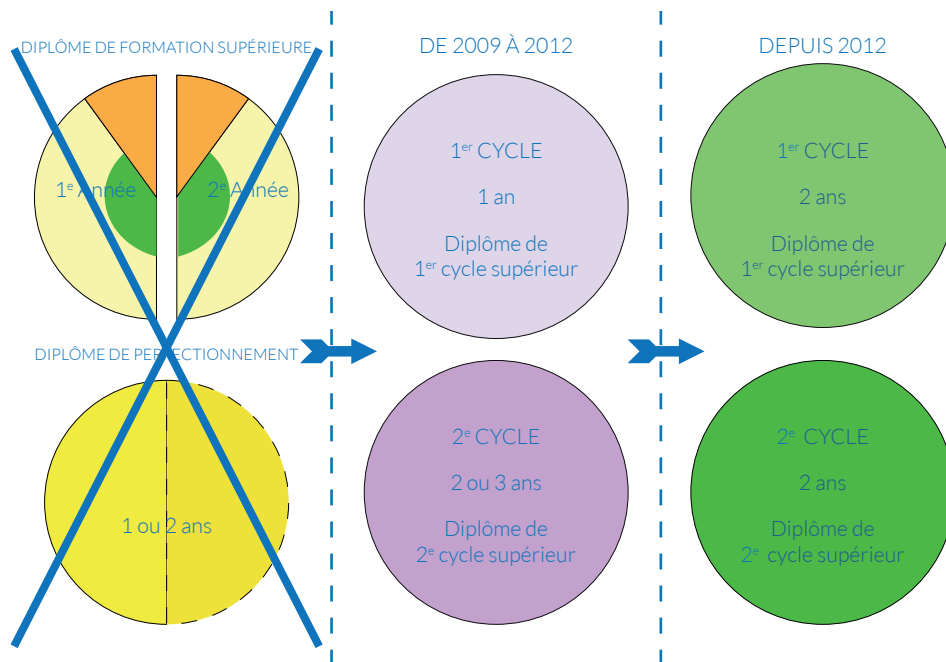 DIPLÔME DE FORMATION SUPÉRIEURE
1e Année
2e Année
DIPLÔME DE PERFECTIONNEMENT
1 ou 2 ans
DE 2009 À 2012
1er CYCLE
1 an
Diplôme de
1er cycle supérieur
2e CYCLE
2 ou 3 ans
Diplôme de
2e cycle supérieur
DEPUIS 2012
1er CYCLE
2 ans
Diplôme de
1er cycle supérieur
2e CYCLE
2 ans
Diplôme de
2e cycle supérieur